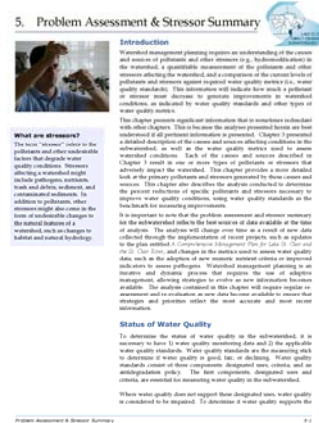 5. Problem Assessment & Stressor Summary
Introduction
Watershed management planning requires an understanding of the causes
and sources of pollutants and other stressors (e.g., hydromodification) in
the watershed, a quantifiable measurement of the pollutants and other
stressors affecting the watershed, and a comparison of the current levels of
pollutants and stressors against required water quality metrics (i.e., water
quality standards). This information will indicate how much a pollutant
or stressor must decrease to generate improvements in watershed
conditions, as indicated by water quality standards and other types of
water quality metrics.
This chapter presents significant information that is sometimes redundant
with other chapters. This is because the analyses presented herein are best
understood if all pertinent information is presented. Chapter 3 presented
a detailed description of the causes and sources affecting conditions in the
subwatershed, as well as the water quality metrics used to assess
watershed conditions. Each of the causes and sources described in
Chapter 3 result in one or more types of pollutants or stressors that
adversely impact the watershed. This chapter provides a more detailed
look at the primary pollutants and stressors generated by these causes and
sources. This chapter also describes the analysis conducted to determine
the percent reductions of specific pollutants and stressors necessary to
improve water quality conditions, using water quality standards as the
benchmark for measuring improvements.
What are stressors?
The term "stressor" refers to the
pollutants and other undesirable
factors that degrade water
quality conditions. Stressors
affecting a watershed might
include pathogens, nutrients,
trash and debris, sediment, and
contaminated sediments. In
addition to pollutants, other
stressors might also come in the
form of undesirable changes to
the natural features of a
watershed, such as changes to
habitat and natural hydrology.
It is important to note that the problem assessment and stressor summary
for the subwatershed reflects the best sources of data available at the time
of analysis. The analysis will change over time as a result of new data
collected through the implementation of recent projects, such as updates
to the plan entitled A Comprehensive Management Plan for Lake St. Clair and
the St. Clair River, and changes in the metrics used to assess water quality
data, such as the adoption of new numeric nutrient criteria or improved
indicators to assess pathogens. Watershed management planning is an
iterative and dynamic process that requires the use of adaptive
management, allowing strategies to evolve as new information becomes
available. The analysis contained in this chapter will require regular re-
assessment and re-evaluation as new data become available to ensure that
strategies and priorities reflect the most accurate and most recent
information.
Status of Water Quality
To determine the status of water quality in the subwatershed, it is
necessary to have 1) water quality monitoring data and 2) the applicable
water quality standards. Water quality standards are the measuring stick
to determine if water quality is good, fair, or declining. Water quality
standards consist of three components: designated uses, criteria, and an
antidegradation policy. The first components, designated uses and
criteria, are essential for measuring water quality in the subwatershed.
Where water quality does not support these designated uses, water quality
is considered to be impaired. To determine if water quality supports the
Problem Assessment & Stressor Summary